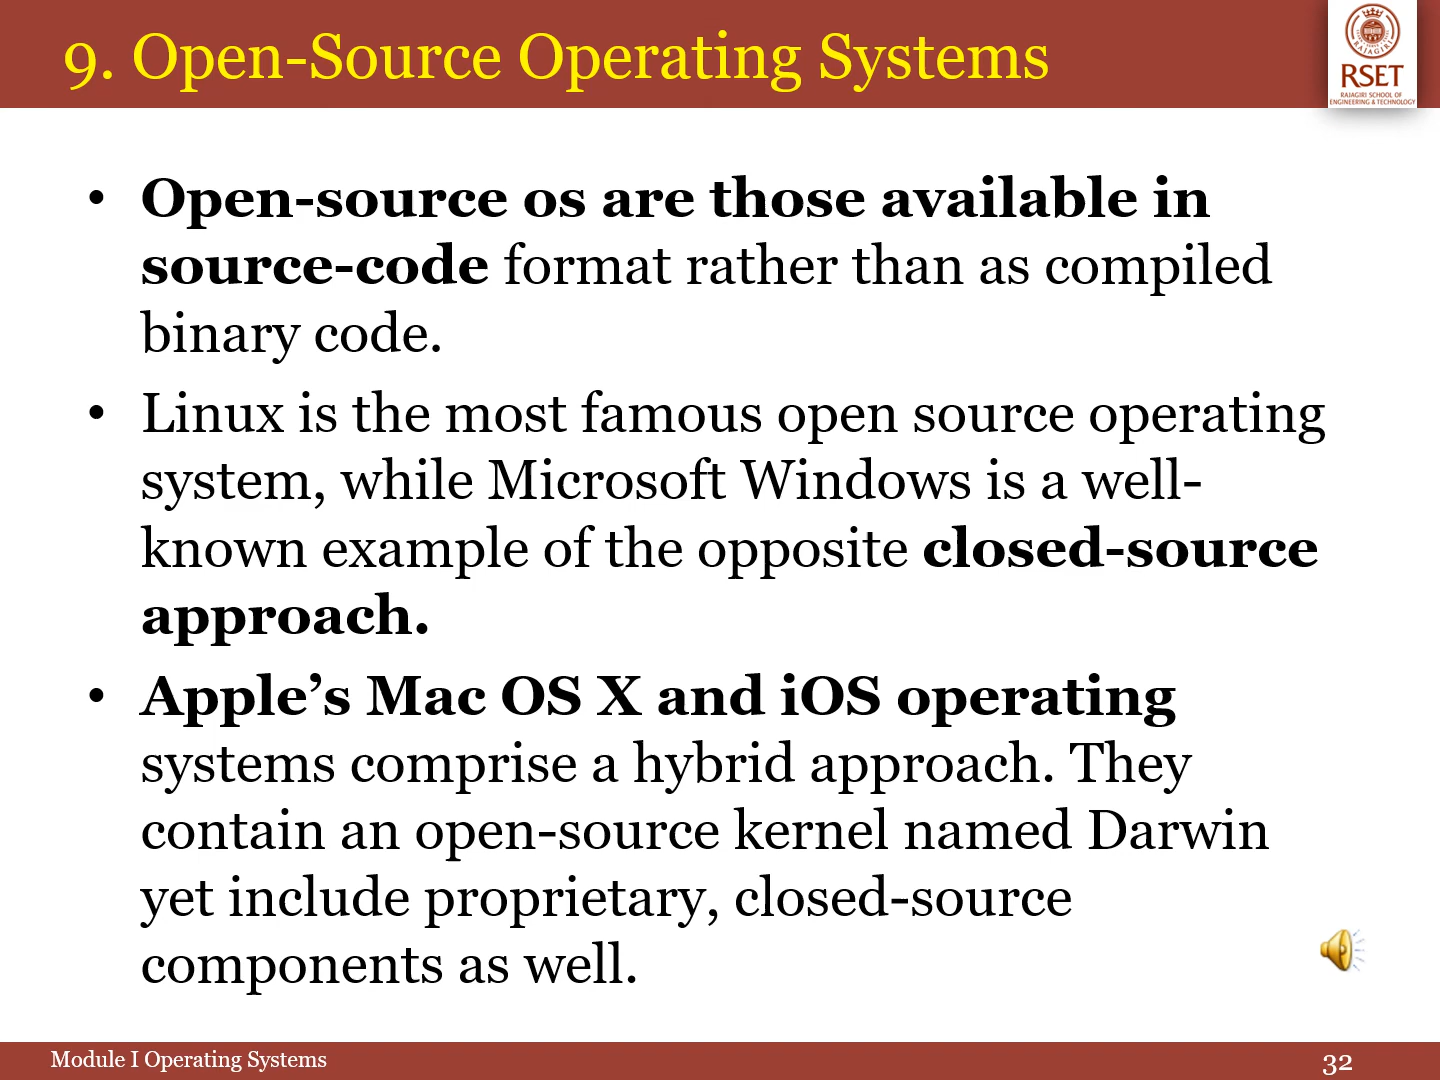 9. Open-Source Operating Systems
RAJAGIRI
RSET
RAJAGIRI SCHOOL OF
ENGINEERING & TECHNOLOGY
• Open-source os are those available in
source-code format rather than as compiled
binary code.
• Linux is the most famous open source operating
system, while Microsoft Windows is a well-
known example of the opposite closed-source
approach.
• Apple’s Mac OS X and iOS operating
systems comprise a hybrid approach. They
contain an open-source kernel named Darwin
yet include proprietary, closed-source
components as well.
Module I Operating Systems
32